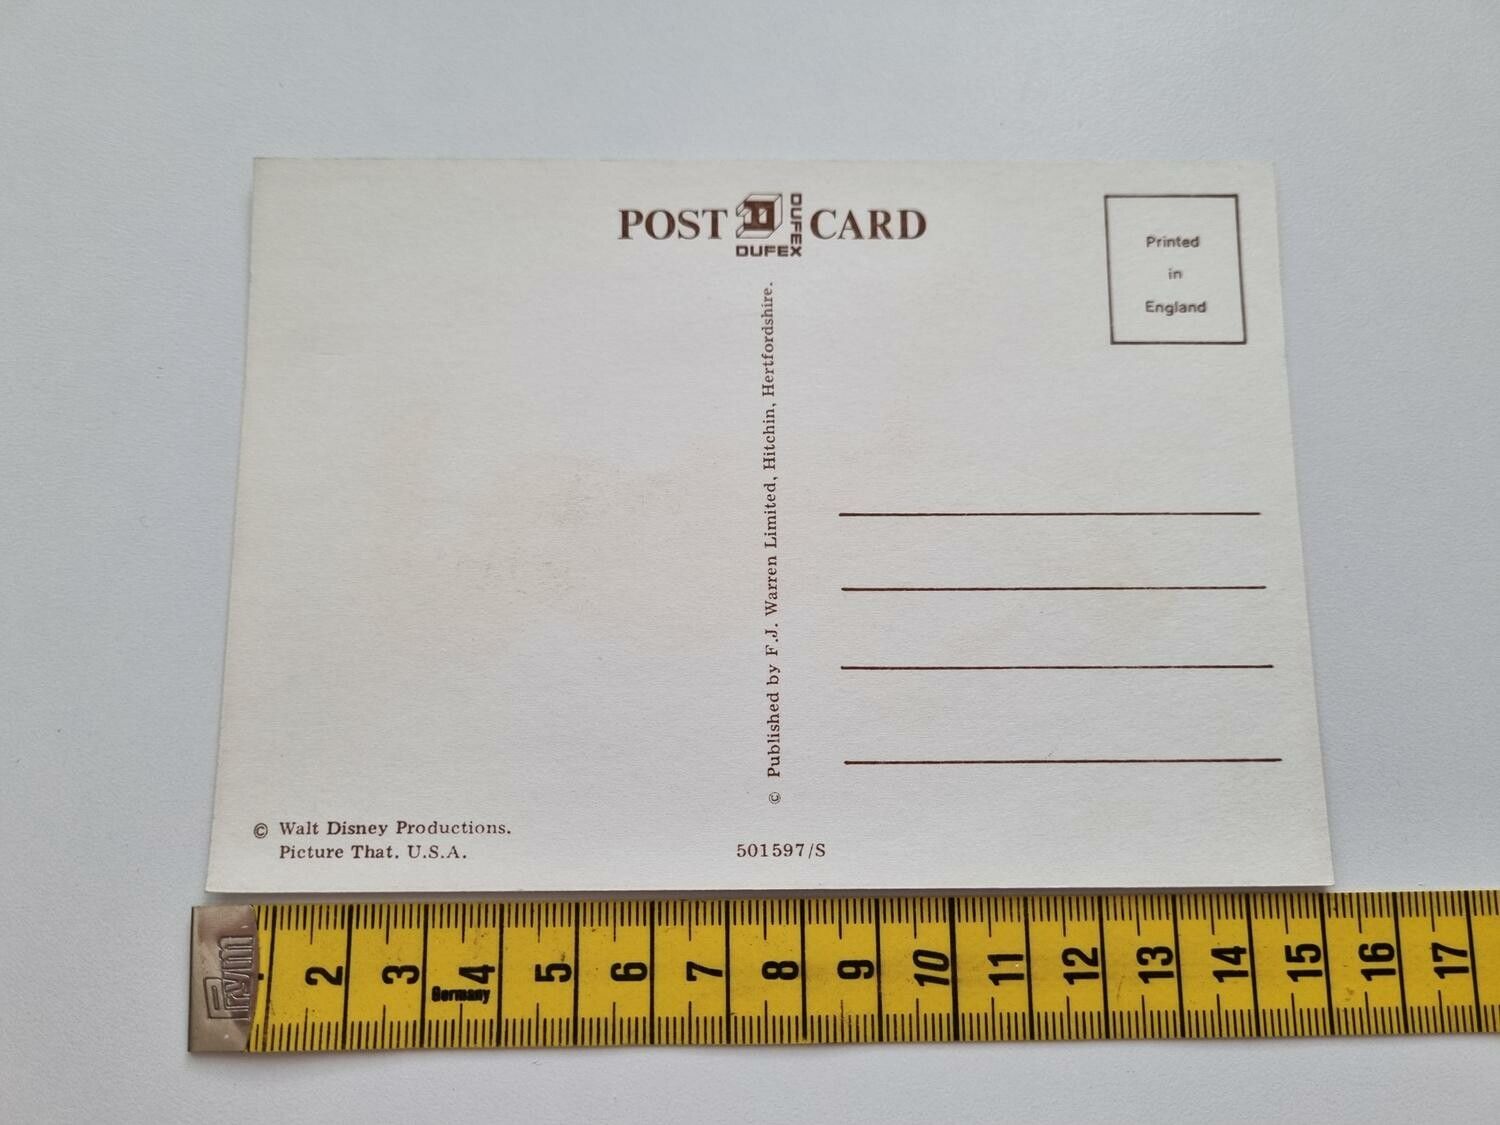 POST CARD
DUFEX
DUFEX
Printed
in
England
© Published by F.J. Warren Limited, Hitchin, Hertfordshire.
© Walt Disney Productions.
Picture That. U.S.A.
501597/S
Prym
Germany
2 3 4 5 6 7 8 9 10 11 12 13 14 15 16 17